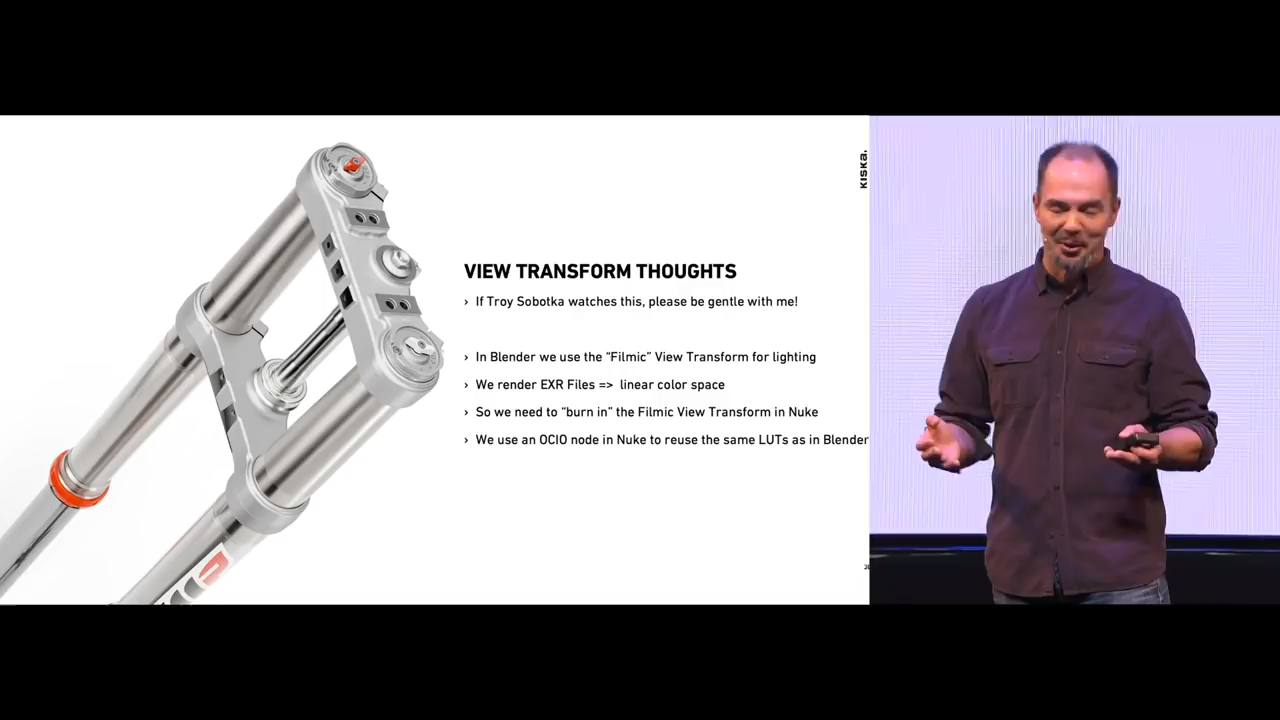 KISKA.
VIEW TRANSFORM THOUGHTS
› If Troy Sobotka watches this, please be gentle with me!
› In Blender we use the “Filmic” View Transform for lighting
› We render EXR Files => linear color space
› So we need to “burn in” the Filmic View Transform in Nuke
› We use an OCIO node in Nuke to reuse the same LUTs as in Blender